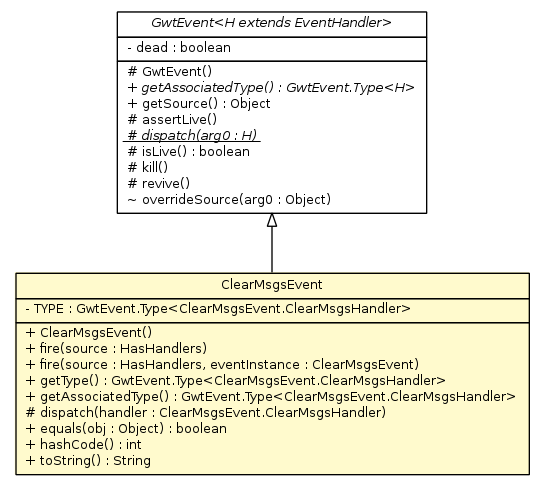 GwtEvent<H extends EventHandler>
- dead : boolean
# GwtEvent()
+ getAssociatedType() : GwtEvent.Type<H>
+ getSource() : Object
# assertLive()
# dispatch(arg0 : H)
# isLive() : boolean
# kill()
# revive()
~ overrideSource(arg0 : Object)
ClearMsgsEvent
- TYPE : GwtEvent.Type<ClearMsgsEvent.ClearMsgsHandler>
+ ClearMsgsEvent()
+ fire(source : HasHandlers)
+ fire(source : HasHandlers, eventInstance : ClearMsgsEvent)
+ getType() : GwtEvent.Type<ClearMsgsEvent.ClearMsgsHandler>
+ getAssociatedType() : GwtEvent.Type<ClearMsgsEvent.ClearMsgsHandler>
# dispatch(handler : ClearMsgsEvent.ClearMsgsHandler)
+ equals(obj : Object) : boolean
+ hashCode() : int
+ toString() : String